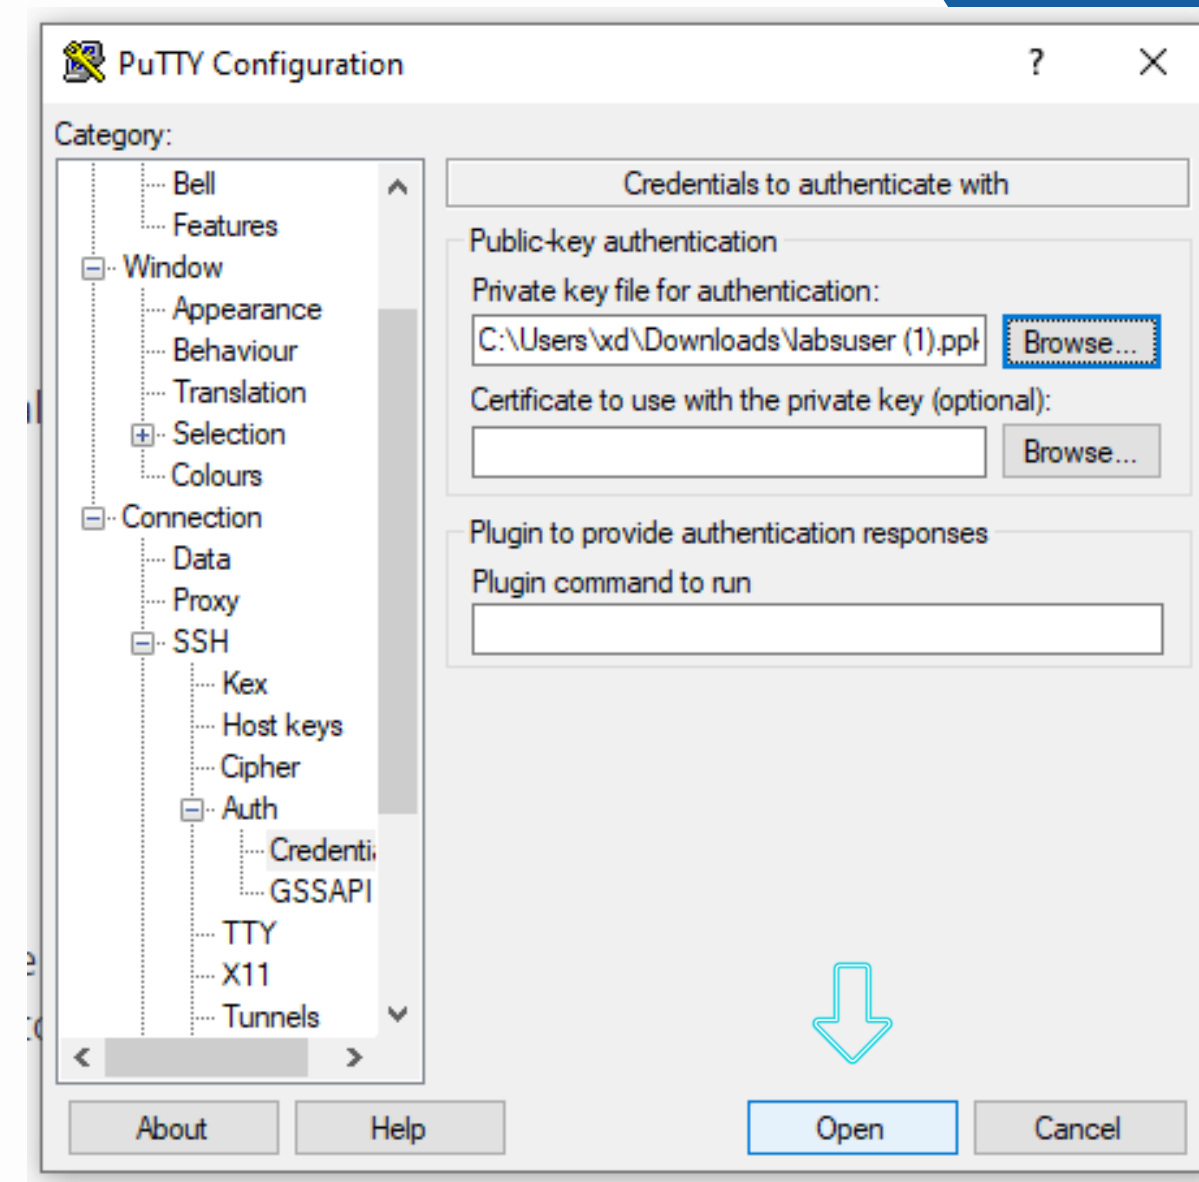 PuTTY Configuration
?
Category:
Bell
Features
Window
Appearance
Behaviour
Translation
Selection
Colours
Connection
Data
Proxy
SSH
Kex
Host keys
Cipher
Auth
Credentia
GSSAPI
TTY
X11
Tunnels
Credentials to authenticate with
Public-key authentication
Private key file for authentication:
C:\Users\xd\Downloads\labsuser (1).ppk
Browse...
Certificate to use with the private key (optional):
Browse...
Plugin to provide authentication responses
Plugin command to run
About
Help
Open
Cancel